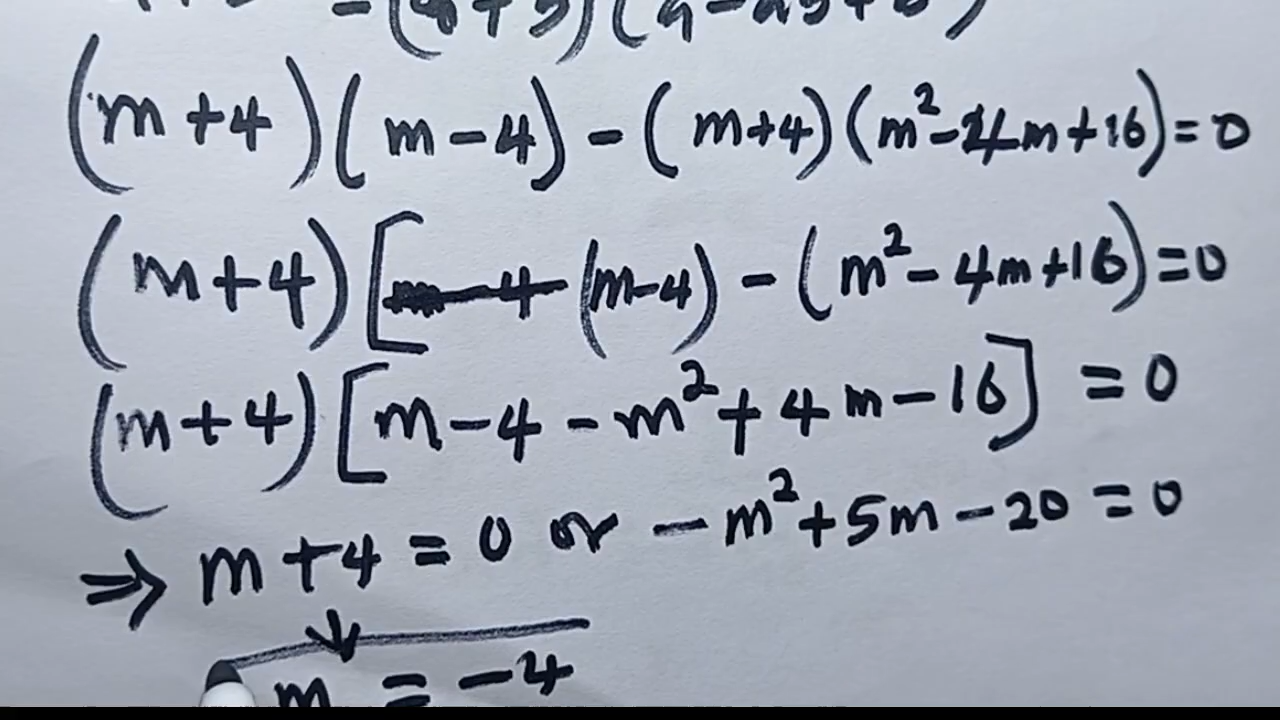 = (a+b)(a-ab+b)
(m+4)(m-4) - (m+4)(m²-4m+16)=0
(m+4)[(m-4) - (m²-4m+16)=0
(m+4)[m-4-m²+4m-16] =0
⇒ m+4=0 or -m²+5m-20=0
m = -4